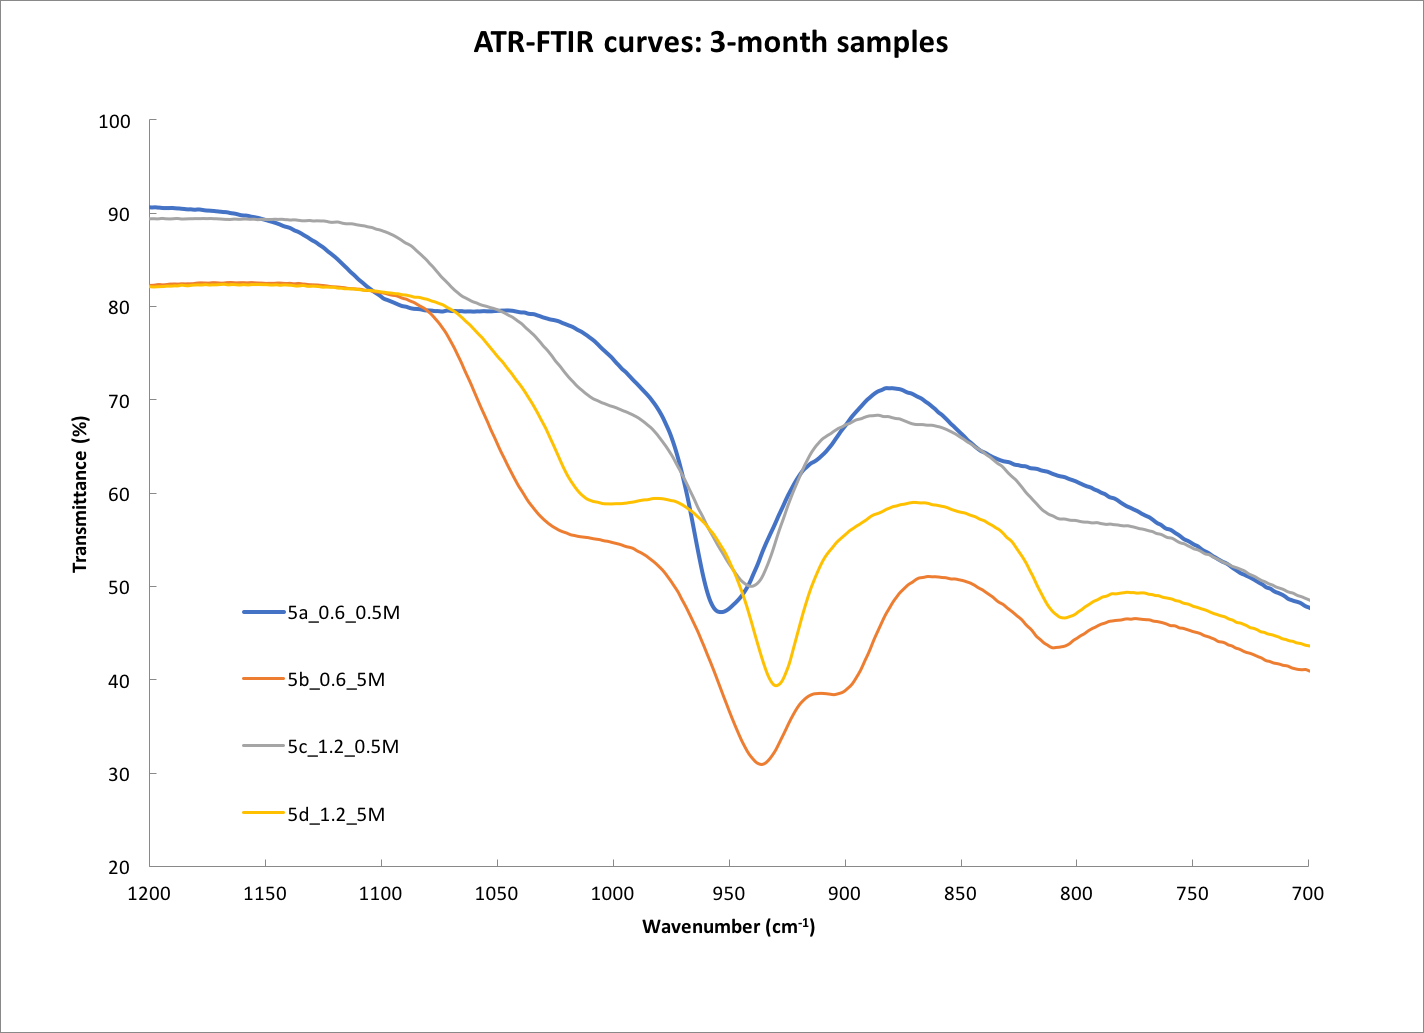 ATR-FTIR curves: 3-month samples
100
90
80
70
60
50
40
30
20
Transmittance (%)
5a_0.6_0.5M
5b_0.6_5M
5c_1.2_0.5M
5d_1.2_5M
1200 1150 1100 1050 1000 950 900 850 800 750 700
Wavenumber (cm⁻¹)